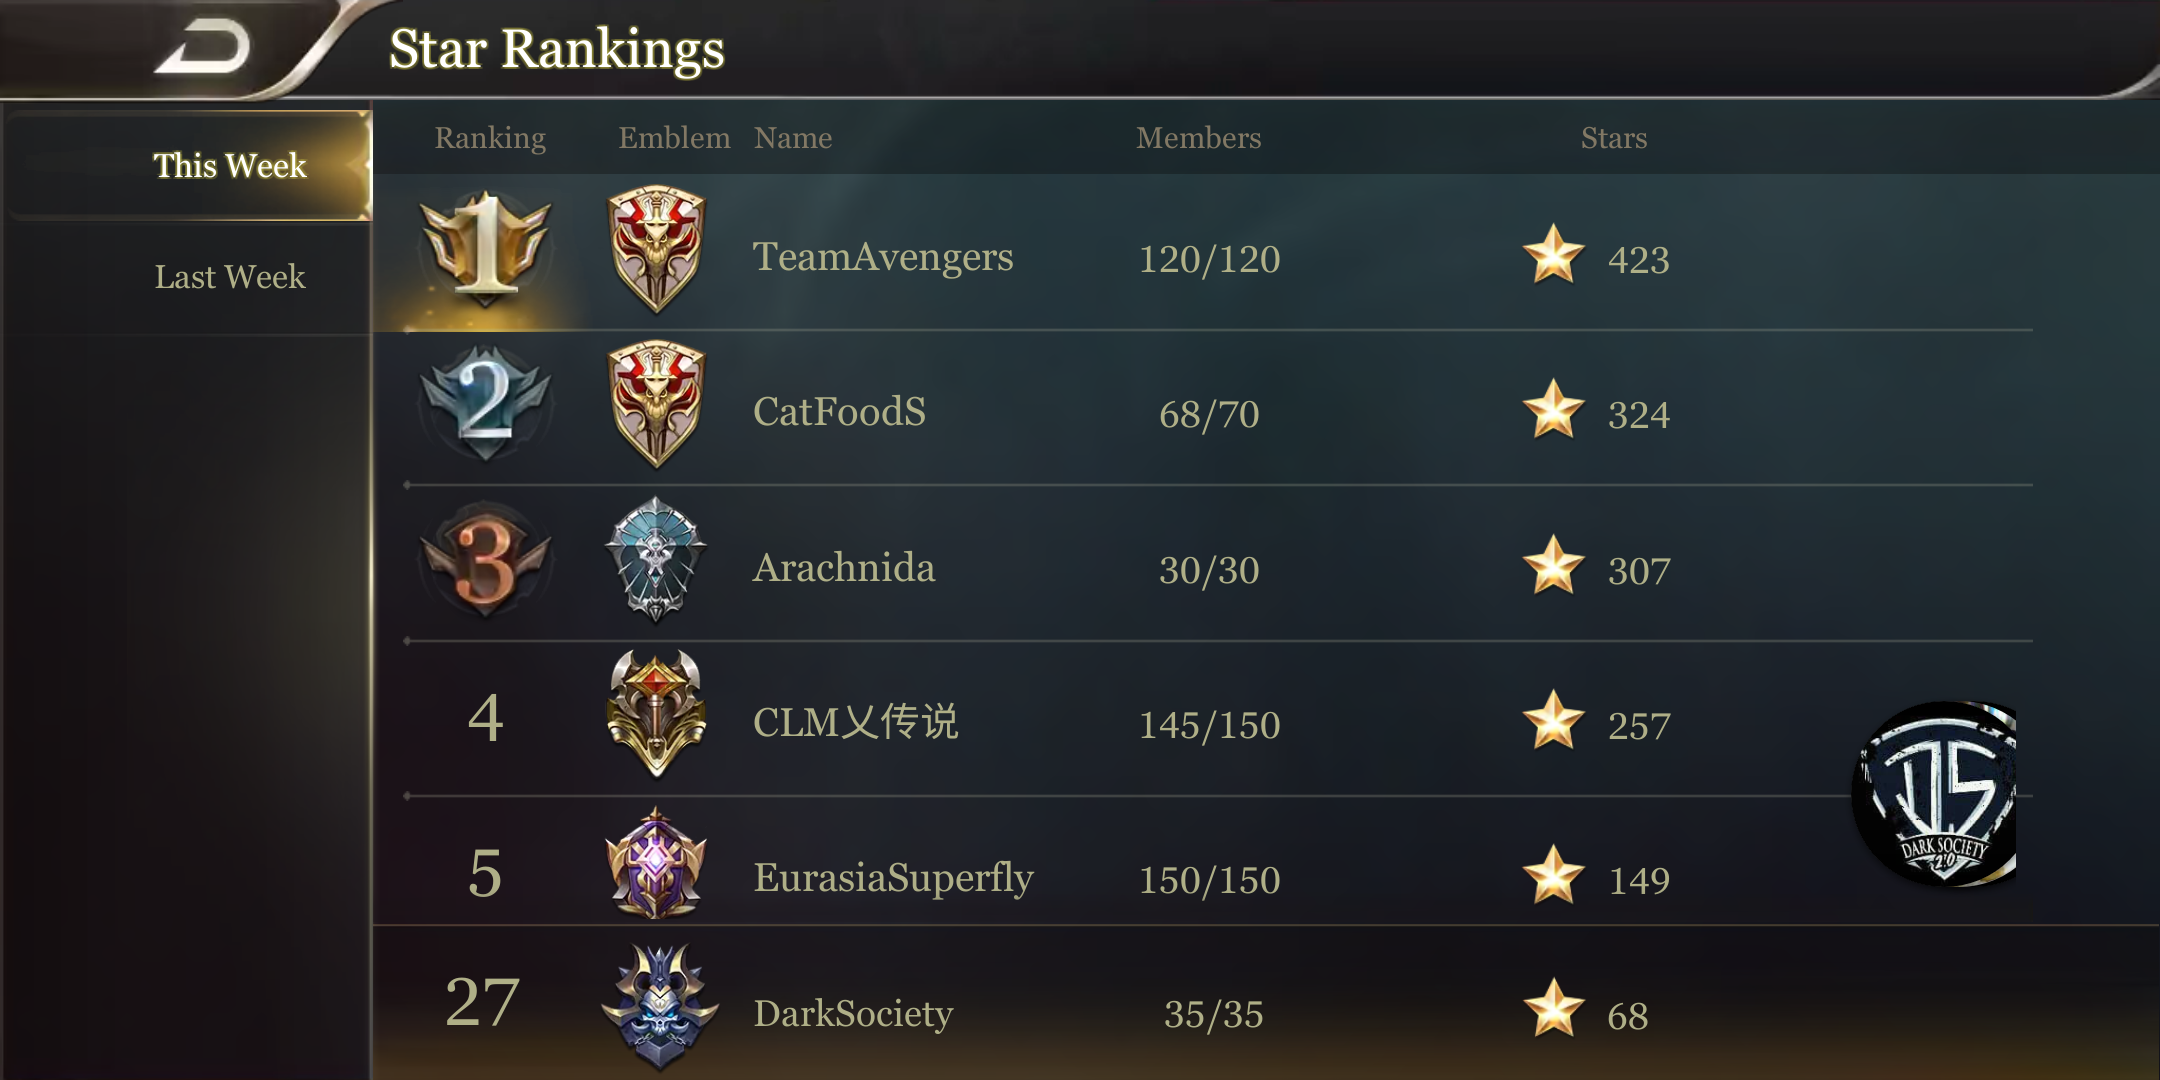 Star Rankings
This Week
Last Week
Ranking Emblem Name Members Stars
1 TeamAvengers 120/120 423
2 CatFoodS 68/70 324
3 Arachnida 30/30 307
4 CLM乂传说 145/150 257
5 EurasiaSuperfly 150/150 149
DS
DARK SOCIETY
2.0
27 DarkSociety 35/35 68